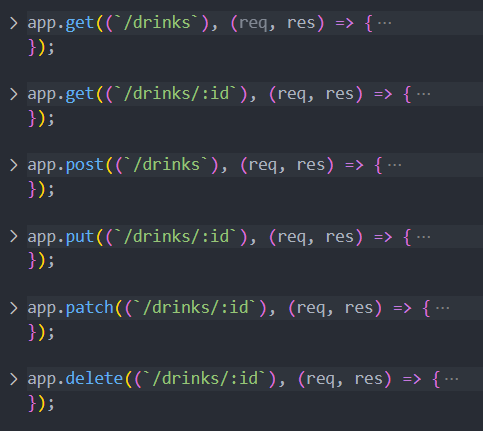 app.get((`/drinks`), (req, res) => { ···
});
app.get((`/drinks/:id`), (req, res) => { ···
});
app.post((`/drinks`), (req, res) => { ···
});
app.put((`/drinks/:id`), (req, res) => { ···
});
app.patch((`/drinks/:id`), (req, res) => { ···
});
app.delete((`/drinks/:id`), (req, res) => { ···
});